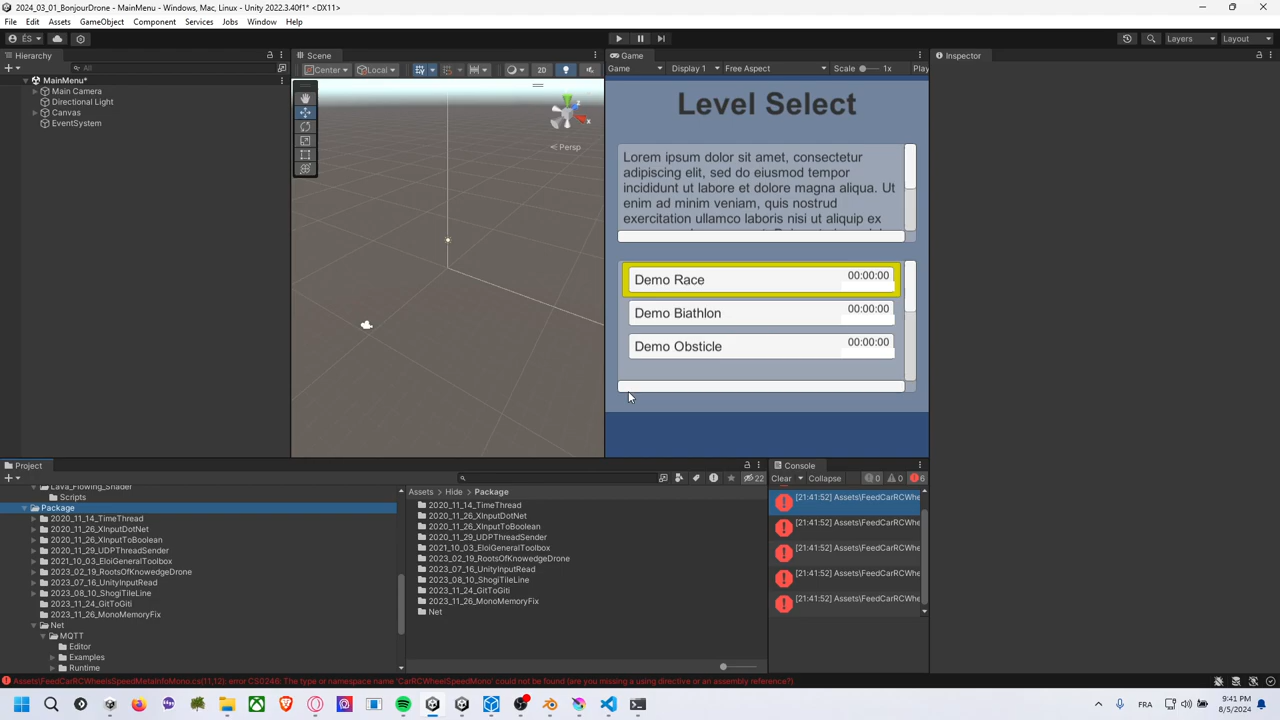 2024_03_01_BonjourDrone - MainMenu - Windows, Mac, Linux - Unity 2022.3.40f1* <DX11>
File Edit Assets GameObject Component Services Jobs Window Help
ÉS
Layers Layout
Hierarchy
Scene
Game
Inspector
All
Center Local
2D
Game Display 1 Free Aspect Scale 1x Play
MainMenu*
Main Camera
Directional Light
Canvas
EventSystem
z
x
Persp
Level Select
Lorem ipsum dolor sit amet, consectetur
adipiscing elit, sed do eiusmod tempor
incididunt ut labore et dolore magna aliqua. Ut
enim ad minim veniam, quis nostrud
exercitation ullamco laboris nisi ut aliquip ex
Demo Race 00:00:00
Demo Biathlon 00:00:00
Demo Obsticle 00:00:00
Project
22
Lava_Flowing_Shader
Scripts
Package
2020_11_14_TimeThread
2020_11_26_XInputDotNet
2020_11_26_XInputToBoolean
2020_11_29_UDPThreadSender
2021_10_03_EloiGeneralToolbox
2023_02_19_RootsOfKnowedgeDrone
2023_07_16_UnityInputRead
2023_08_10_ShogiTileLine
2023_11_24_GitToGiti
2023_11_26_MonoMemoryFix
Net
MQTT
Editor
Examples
Runtime
Assets Hide Package
2020_11_14_TimeThread
2020_11_26_XInputDotNet
2020_11_26_XInputToBoolean
2020_11_29_UDPThreadSender
2021_10_03_EloiGeneralToolbox
2023_02_19_RootsOfKnowedgeDrone
2023_07_16_UnityInputRead
2023_08_10_ShogiTileLine
2023_11_24_GitToGiti
2023_11_26_MonoMemoryFix
Net
Console
Clear Collapse 0 0 6
[21:41:52] Assets\FeedCarRCWhe
[21:41:52] Assets\FeedCarRCWhe
[21:41:52] Assets\FeedCarRCWhe
[21:41:52] Assets\FeedCarRCWhe
[21:41:52] Assets\FeedCarRCWhe
Assets\FeedCarRCWheelsSpeedMetaInfoMono.cs(11,12): error CS0246: The type or namespace name 'CarRCWheelSpeedMono' could not be found (are you missing a using directive or an assembly reference?)
9:41 PM
8/5/2024